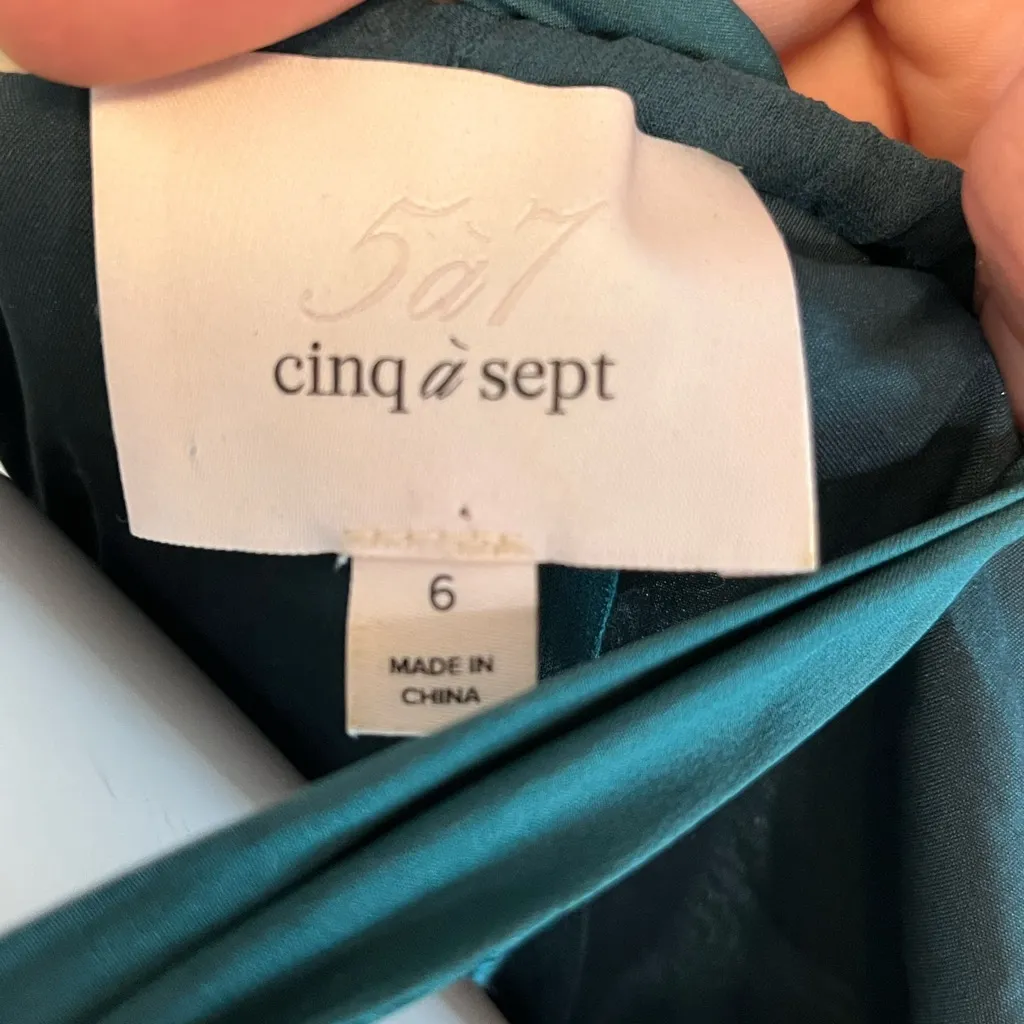 5à7
cinq à sept
6
MADE IN
CHINA